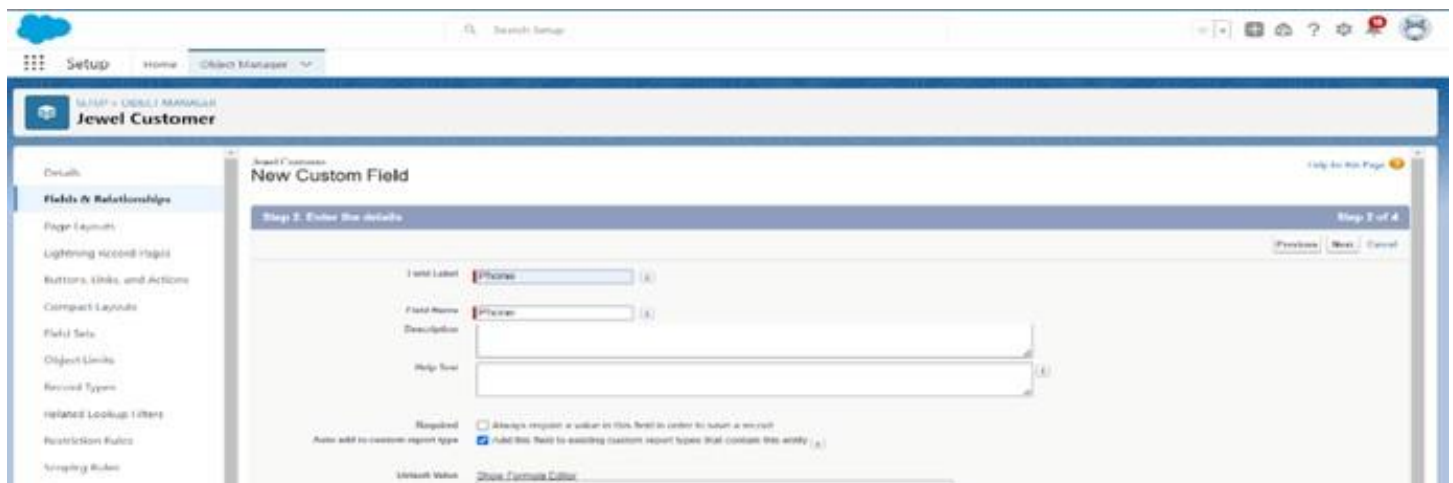 Search Setup
Setup
Home
Object Manager
SETUP > OBJECT MANAGER
Jewel Customer
Details
Fields & Relationships
Page Layouts
Lightning Record Pages
Buttons, Links, and Actions
Compact Layouts
Field Sets
Object Limits
Record Types
Related Lookup Filters
Restriction Rules
Scoping Rules
Jewel Customer
New Custom Field
Help for this Page
Step 2. Enter the details
Step 2 of 4
Previous Next Cancel
Field Label Phone
Field Name Phone
Description
Help Text
Required Always require a value in this field in order to save a record
Auto add to custom report type Add this field to existing custom report types that contain this entity
Default Value Show Formula Editor